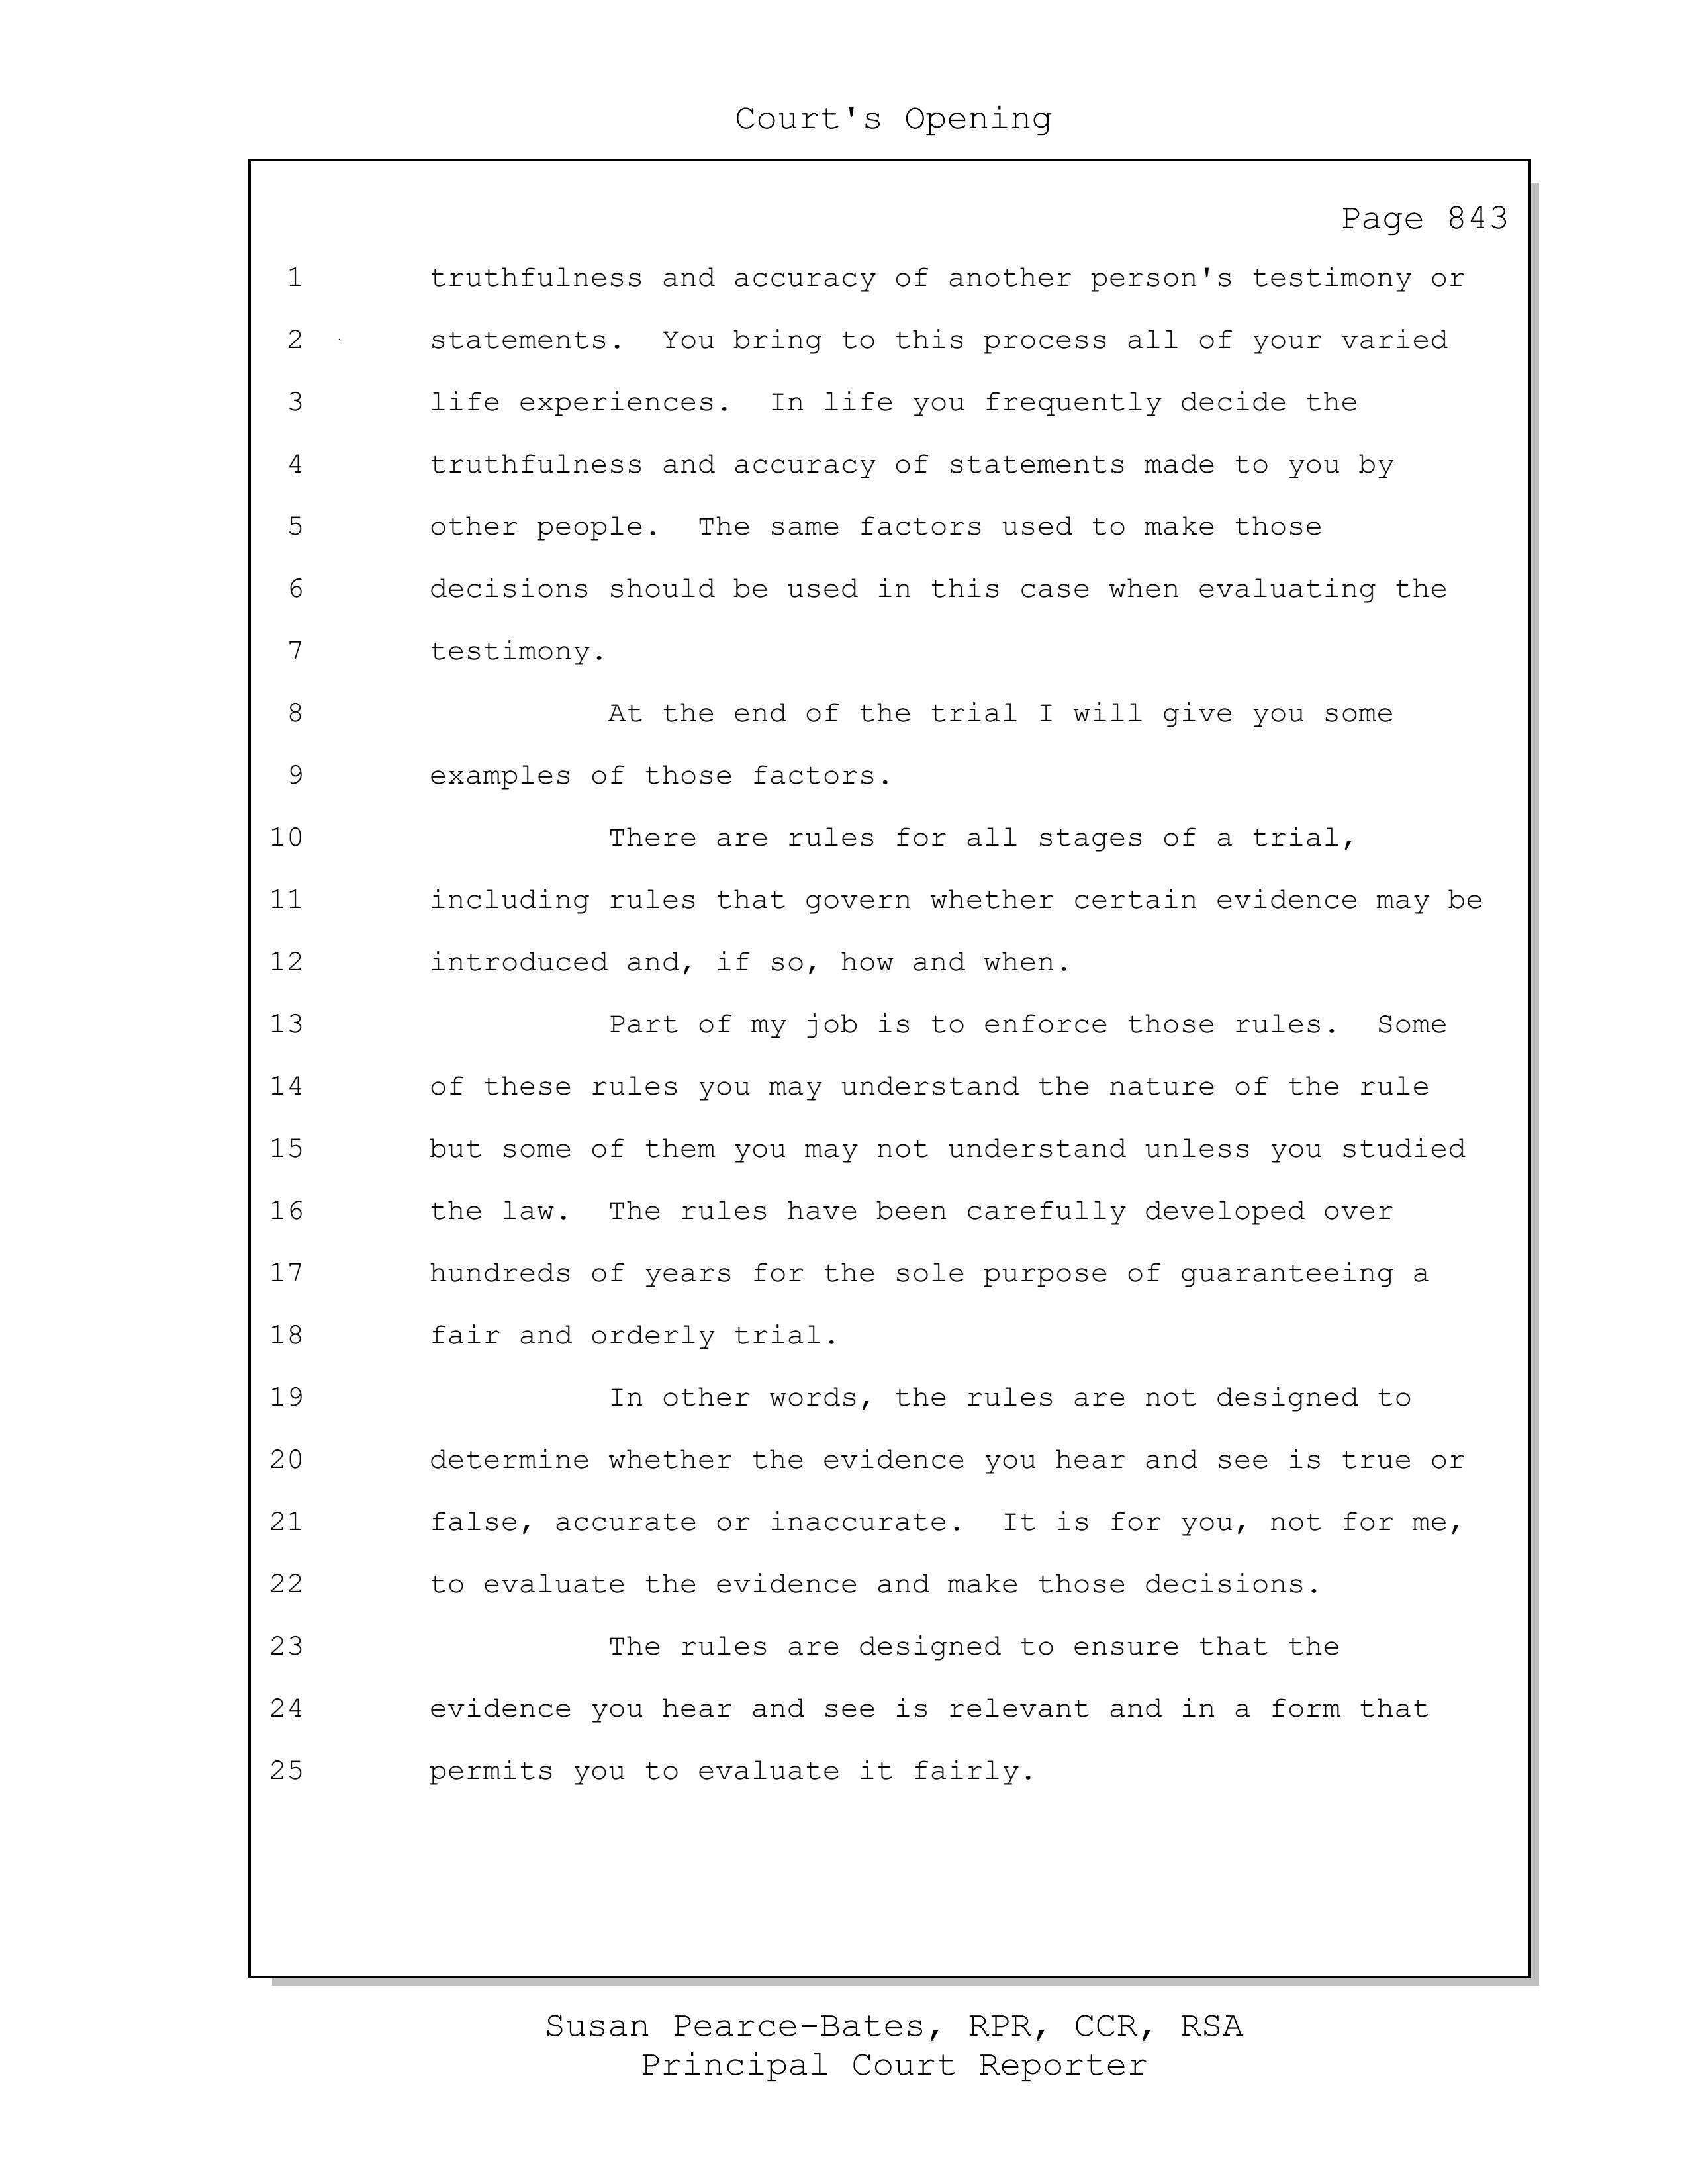 Court's Opening
Page 843
1 truthfulness and accuracy of another person's testimony or
2 statements. You bring to this process all of your varied
3 life experiences. In life you frequently decide the
4 truthfulness and accuracy of statements made to you by
5 other people. The same factors used to make those
6 decisions should be used in this case when evaluating the
7 testimony.
8 At the end of the trial I will give you some
9 examples of those factors.
10 There are rules for all stages of a trial,
11 including rules that govern whether certain evidence may be
12 introduced and, if so, how and when.
13 Part of my job is to enforce those rules. Some
14 of these rules you may understand the nature of the rule
15 but some of them you may not understand unless you studied
16 the law. The rules have been carefully developed over
17 hundreds of years for the sole purpose of guaranteeing a
18 fair and orderly trial.
19 In other words, the rules are not designed to
20 determine whether the evidence you hear and see is true or
21 false, accurate or inaccurate. It is for you, not for me,
22 to evaluate the evidence and make those decisions.
23 The rules are designed to ensure that the
24 evidence you hear and see is relevant and in a form that
25 permits you to evaluate it fairly.
Susan Pearce-Bates, RPR, CCR, RSA
Principal Court Reporter